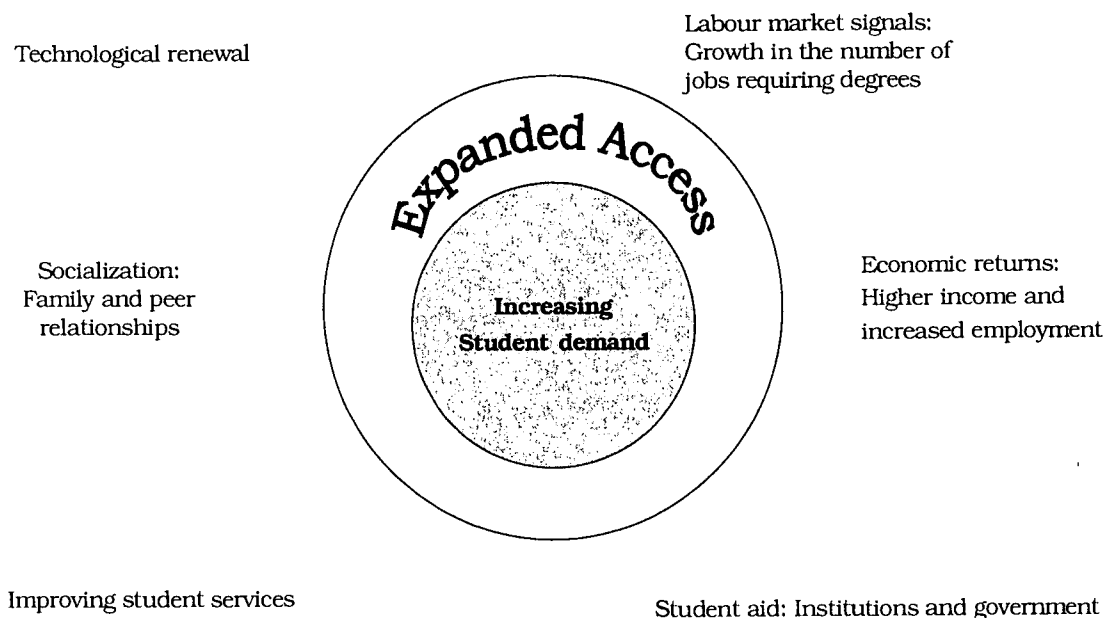 Technological renewal
Labour market signals:
Growth in the number of
jobs requiring degrees
Expanded Access
Socialization:
Family and peer
relationships
Increasing
Student demand
Economic returns:
Higher income and
increased employment
Improving student services
Student aid: Institutions and government